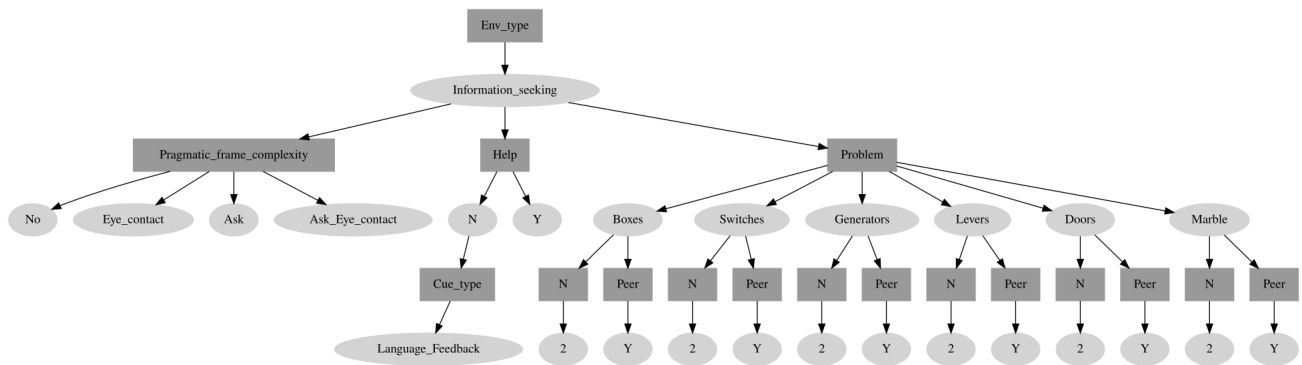 Env_type
Information_seeking
Pragmatic_frame_complexity Help Problem
No Eye_contact Ask Ask_Eye_contact N Y Boxes Switches Generators Levers Doors Marble
Cue_type N Peer N Peer N Peer N Peer N Peer N Peer
Language_Feedback 2 Y 2 Y 2 Y 2 Y 2 Y 2 Y